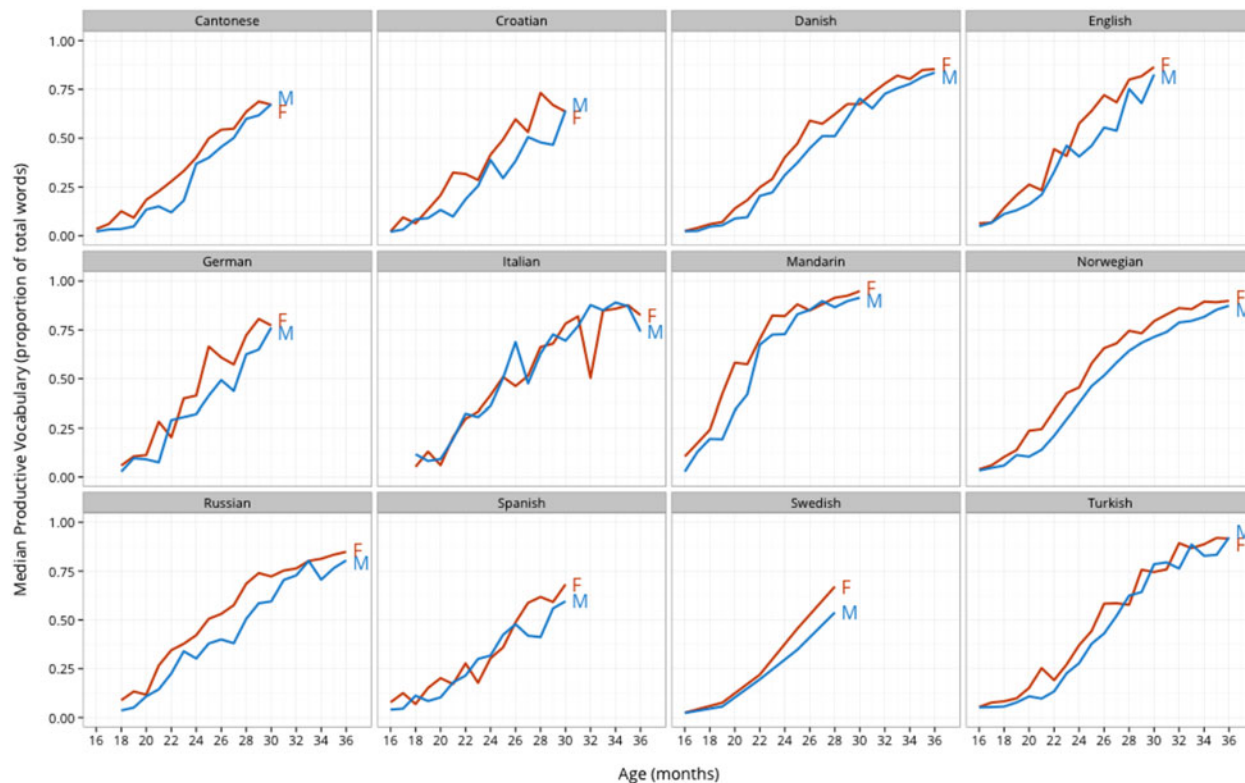 Cantonese Croatian Danish English
1.00
0.75
0.50
0.25
0.00
M
F
M
F
F
M
F
M
German Italian Mandarin Norwegian
1.00
0.75
0.50
0.25
0.00
F
M
F
M
F
M
F
M
Russian Spanish Swedish Turkish
1.00
0.75
0.50
0.25
0.00
F
M
F
M
F
M
M
F
16 18 20 22 24 26 28 30 32 34 36 16 18 20 22 24 26 28 30 32 34 36 16 18 20 22 24 26 28 30 32 34 36 16 18 20 22 24 26 28 30 32 34 36
Age (months)
Median Productive Vocabulary (proportion of total words)